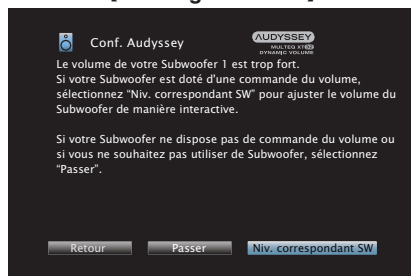 Conf. Audyssey
AUDYSSEY
MULTEQ XT32
DYNAMIC VOLUME
Le volume de votre Subwoofer 1 est trop fort.
Si votre Subwoofer est doté d'une commande du volume,
sélectionnez “Niv. correspondant SW” pour ajuster le volume du
Subwoofer de manière interactive.
Si votre Subwoofer ne dispose pas de commande du volume ou
si vous ne souhaitez pas utiliser de Subwoofer, sélectionnez
“Passer”.
Retour
Passer
Niv. correspondant SW